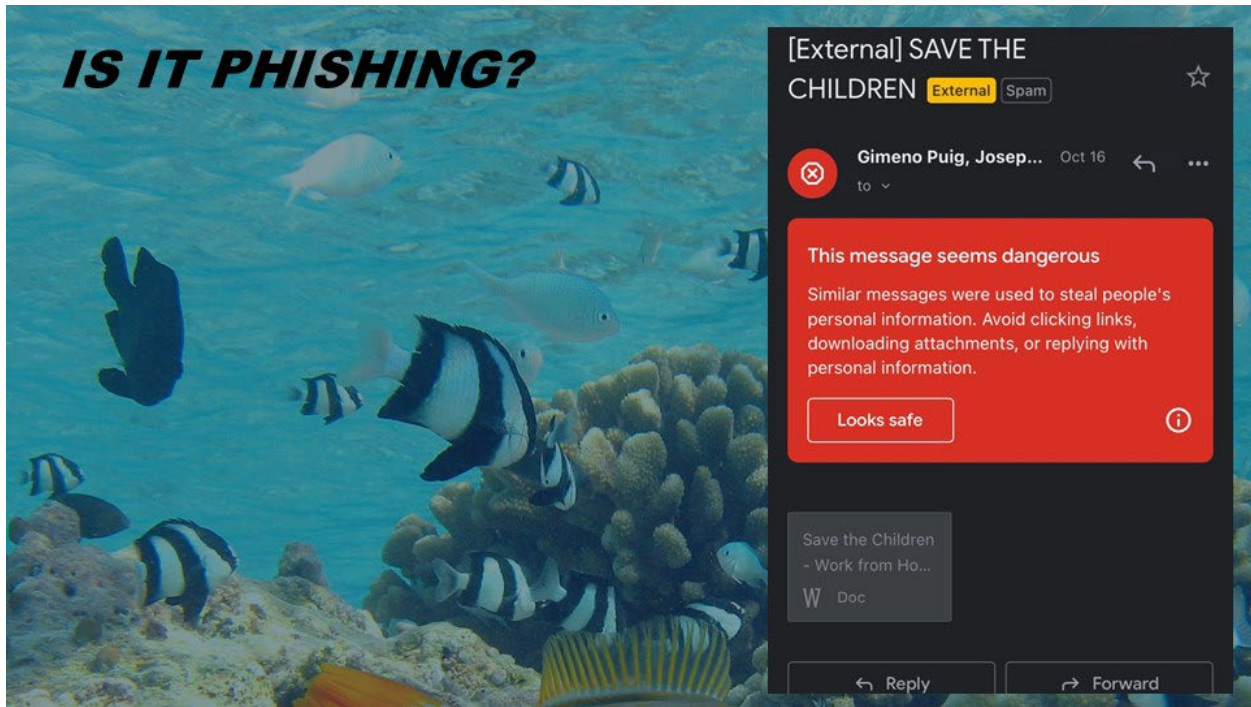 IS IT PHISHING?
[External] SAVE THE
CHILDREN External Spam
Gimeno Puig, Josep... Oct 16
to
This message seems dangerous
Similar messages were used to steal people's
personal information. Avoid clicking links,
downloading attachments, or replying with
personal information.
Looks safe
Save the Children
- Work from Ho...
W Doc
Reply Forward